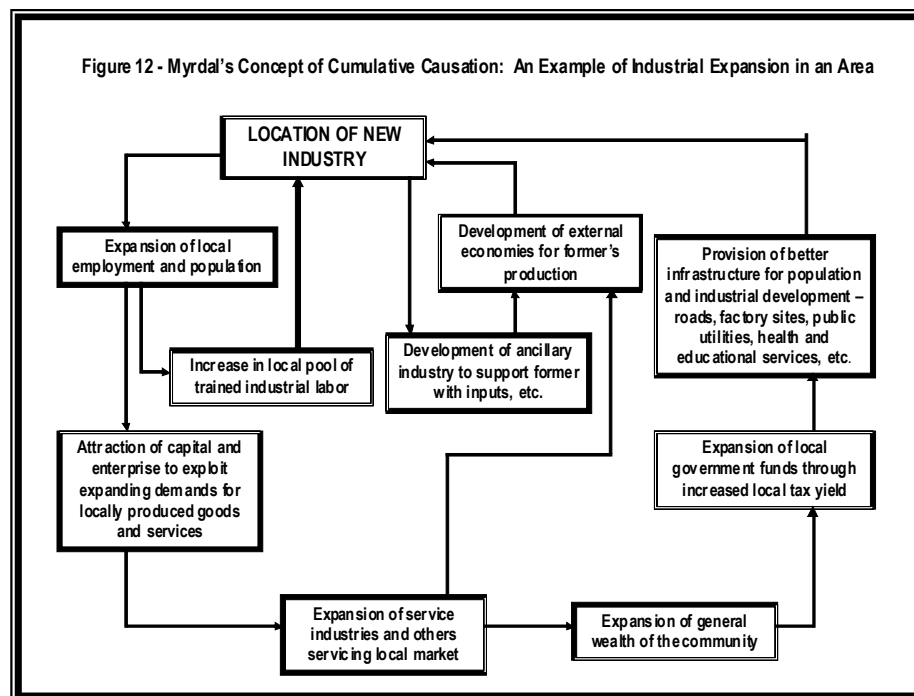 Figure 12 - Myrdal's Concept of Cumulative Causation: An Example of Industrial Expansion in an Area
LOCATION OF NEW
INDUSTRY
Expansion of local
employment and population
Development of external
economies for former's
production
Provision of better
infrastructure for population
and industrial development –
roads, factory sites, public
utilities, health and
educational services, etc.
Increase in local pool of
trained industrial labor
Development of ancillary
industry to support former
with inputs, etc.
Attraction of capital and
enterprise to exploit
expanding demands for
locally produced goods
and services
Expansion of local
government funds through
increased local tax yield
Expansion of service
industries and others
servicing local market
Expansion of general
wealth of the community